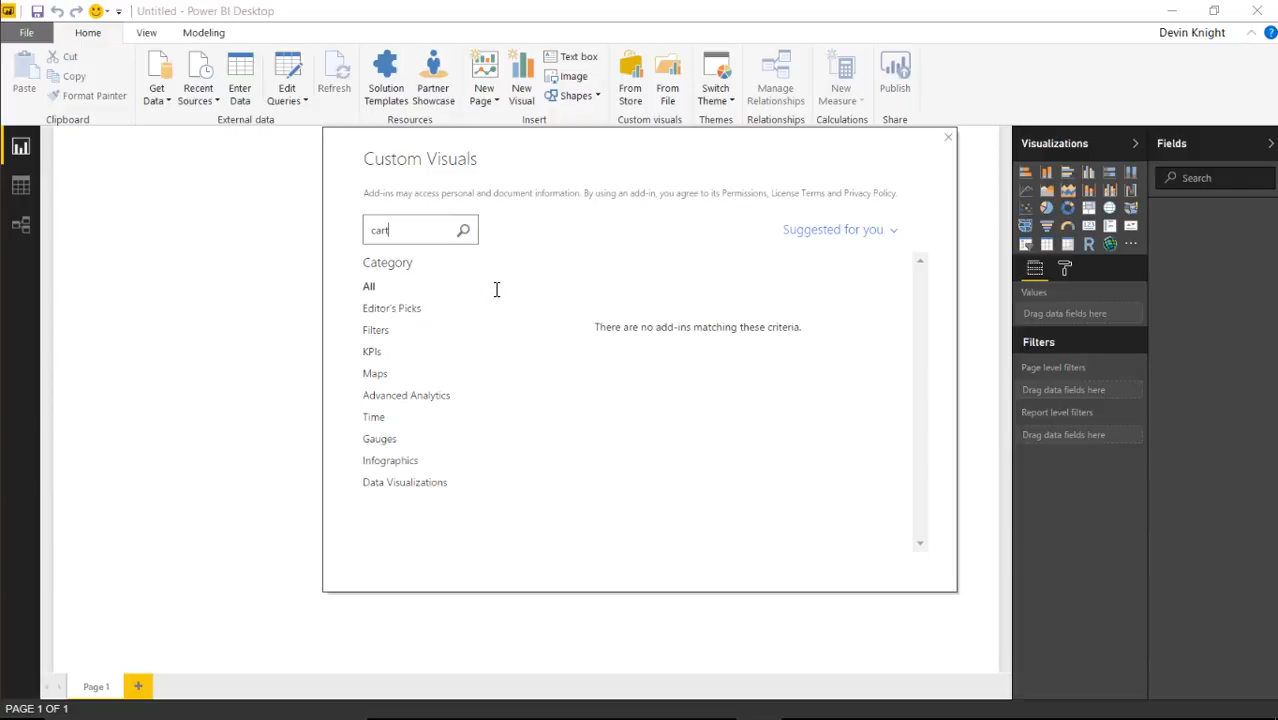 Untitled - Power BI Desktop
File
Home
View
Modeling
Devin Knight
Paste
Cut
Copy
Format Painter
Clipboard
Get Data
Recent Sources
Enter Data
Edit Queries
Refresh
External data
Solution Templates
Partner Showcase
Resources
New Page
New Visual
Text box
Image
Shapes
Insert
From Store
From File
Custom visuals
Switch Theme
Themes
Manage Relationships
Relationships
New Measure
Calculations
Publish
Share
Custom Visuals
Add-ins may access personal and document information. By using an add-in, you agree to its Permissions, License Terms and Privacy Policy.
cart
Suggested for you
Category
All
Editor's Picks
Filters
KPIs
Maps
Advanced Analytics
Time
Gauges
Infographics
Data Visualizations
There are no add-ins matching these criteria.
Visualizations
R
Values
Drag data fields here
Filters
Page level filters
Drag data fields here
Report level filters
Drag data fields here
Fields
Search
Page 1
PAGE 1 OF 1